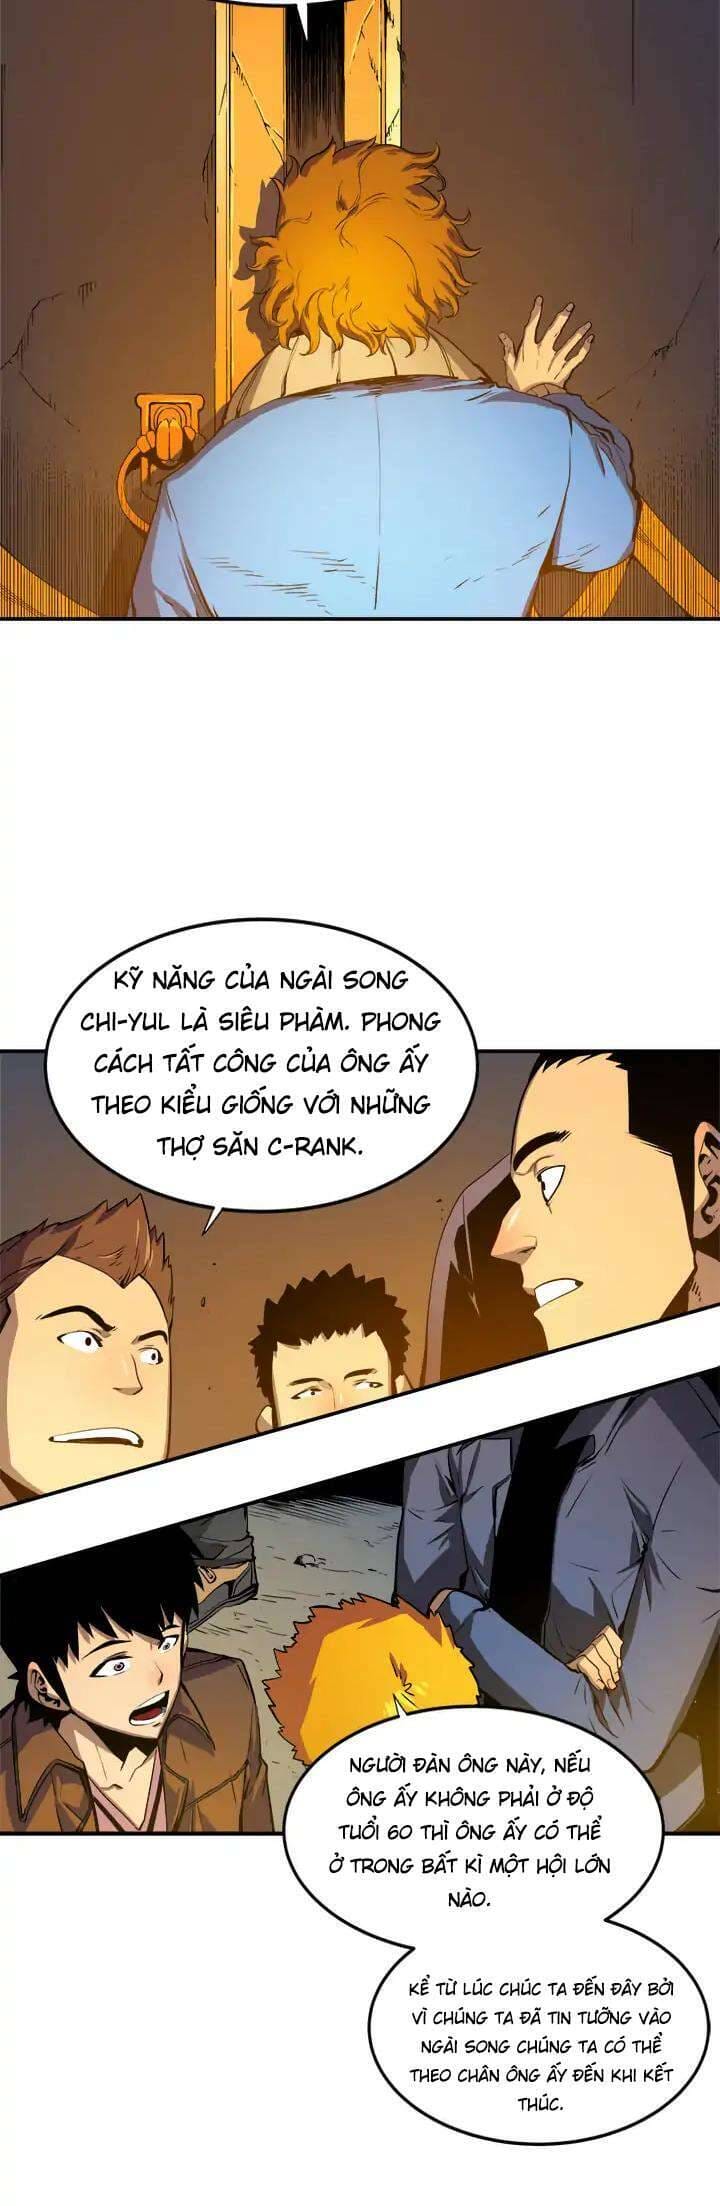 KỸ NĂNG CỦA NGÀI SONG
CHI-YUL LÀ SIÊU PHÀM. PHONG
CÁCH TẤT CÔNG CỦA ÔNG ẤY
THEO KIỂU GIỐNG VỚI NHỮNG
THỢ SĂN C-RANK.
NGƯỜI ĐÀN ÔNG NÀY, NẾU
ÔNG ẤY KHÔNG PHẢI Ở ĐỘ
TUỔI 60 THÌ ÔNG ẤY CÓ THỂ
Ở TRONG BẤT KÌ MỘT HỘI LỚN
NÀO.
KỂ TỪ LÚC CHÚC TA ĐẾN ĐÂY BỞI
VÌ CHÚNG TA ĐÃ TIN TƯỞNG VÀO
NGÀI SONG CHÚNG TA CÓ THỂ
THEO CHÂN ÔNG ẤY ĐẾN KHI KẾT
THÚC.